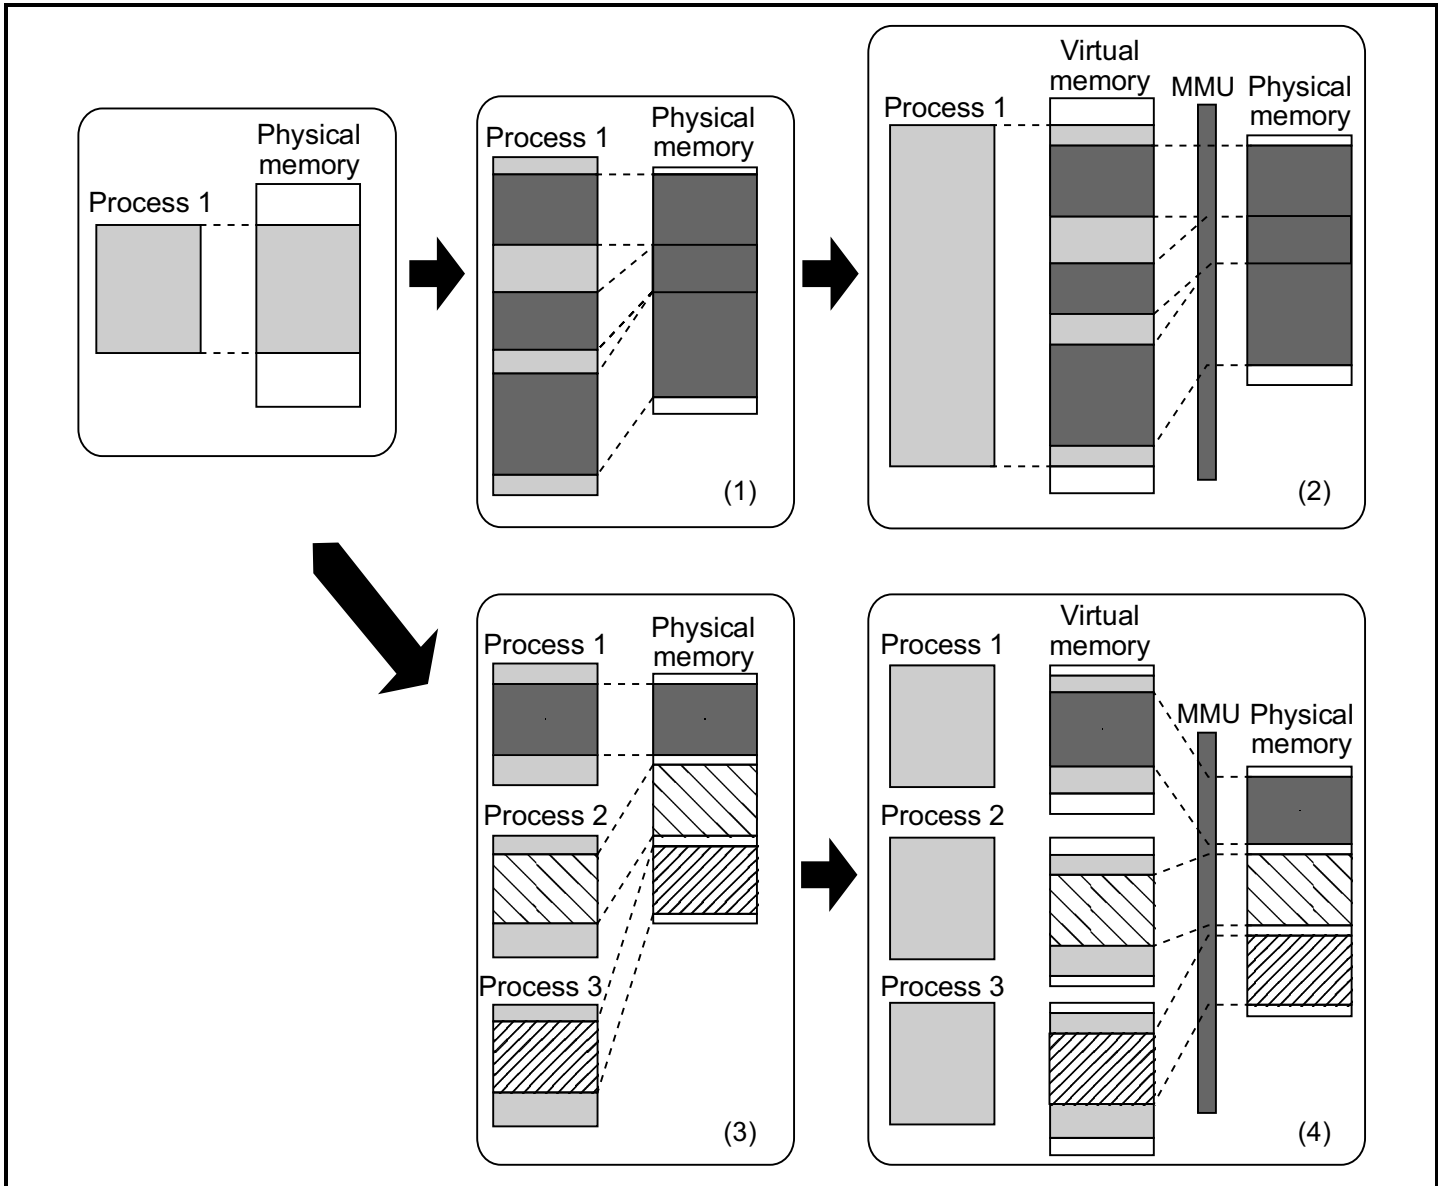 Physical
memory
Process 1
Process 1
Physical
memory
(1)
Virtual
memory
MMU
Physical
memory
Process 1
(2)
Process 1
Physical
memory
Process 2
Process 3
(3)
Process 1
Virtual
memory
MMU
Physical
memory
Process 2
Process 3
(4)